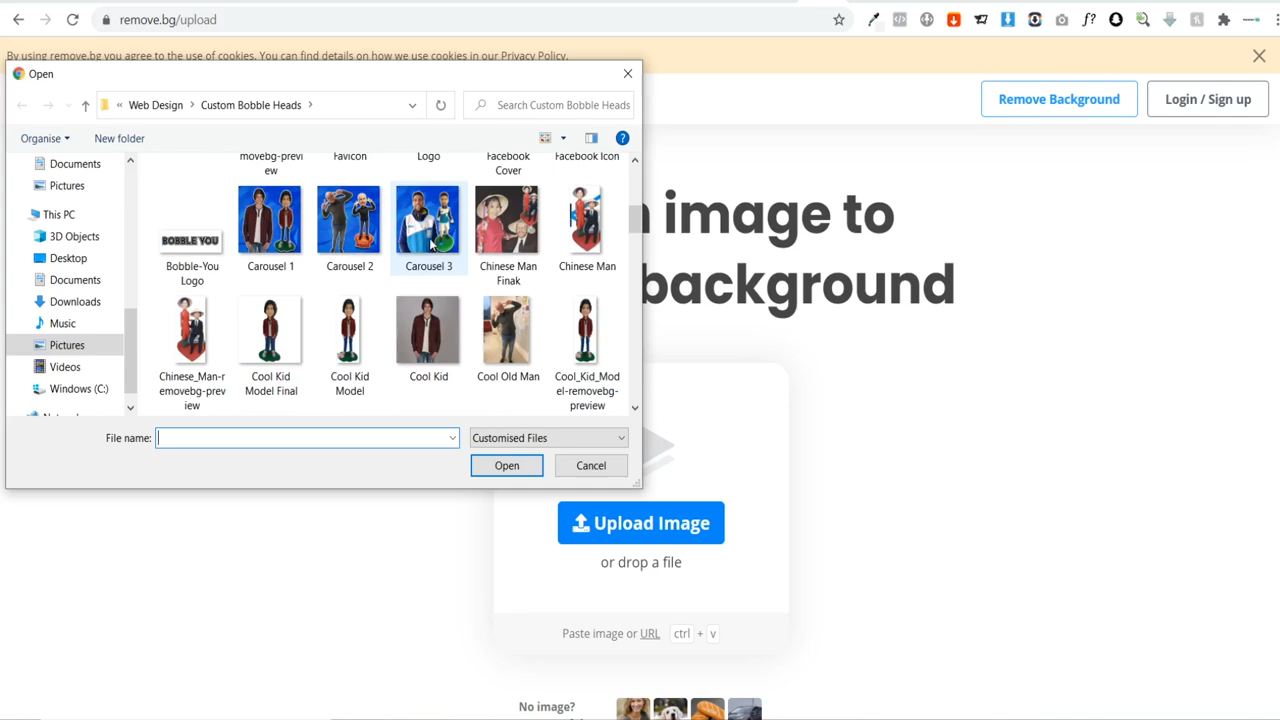 remove.bg/upload
By using remove.bg you agree to the use of cookies. You can find details on how we use cookies in our Privacy Policy.
Open
« Web Design > Custom Bobble Heads >
Search Custom Bobble Heads
Remove Background
Login / Sign up
Organise
New folder
Documents
Pictures
This PC
3D Objects
Desktop
Documents
Downloads
Music
Pictures
Videos
Windows (C:)
movebg-previ
ew
Favicon
Logo
Facebook
Cover
Facebook Icon
BOBBLE YOU
Bobble-You
Logo
Carousel 1
Carousel 2
Carousel 3
Chinese Man
Finak
Chinese Man
Chinese_Man-r
emovebg-prev
iew
Cool Kid
Model Final
Cool Kid
Model
Cool Kid
Cool Old Man
Cool_Kid_Mod
el-removebg-
preview
File name:
Customised Files
Open
Cancel
image to
background
Upload Image
or drop a file
Paste image or URL ctrl + v
No image?